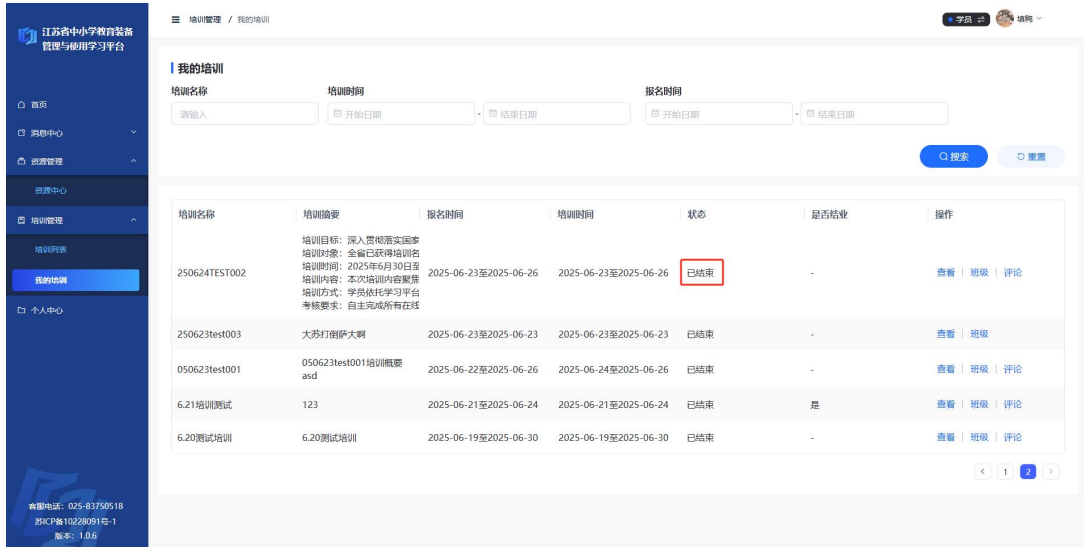 江苏省中小学教育装备
管理与使用学习平台
首页
消息中心
资源管理
资源中心
培训管理
培训列表
我的培训
个人中心
客服电话：025-83750518
苏ICP备10228091号-1
版本：1.0.6
培训管理 / 我的培训
学员
填鸭
我的培训
培训名称 培训时间 报名时间
请输入 开始日期 - 结束日期 开始日期 - 结束日期
搜索 重置
培训名称 培训摘要 报名时间 培训时间 状态 是否结业 操作
培训目标：深入贯彻落实国家
培训对象：全省已获得培训名
培训时间：2025年6月30日至
250624TEST002 培训内容：本次培训内容聚焦 2025-06-23至2025-06-26 2025-06-23至2025-06-26 已结束 - 查看 班级 评论
培训方式：学员依托学习平台
考核要求：自主完成所有在线
250623test003 大苏打倒萨大啊 2025-06-23至2025-06-23 2025-06-23至2025-06-23 已结束 - 查看 班级
050623test001 050623test001培训概要 2025-06-22至2025-06-26 2025-06-24至2025-06-26 已结束 - 查看 班级 评论
asd
6.21培训测试 123 2025-06-21至2025-06-24 2025-06-21至2025-06-24 已结束 是 查看 班级 评论
6.20测试培训 6.20测试培训 2025-06-19至2025-06-30 2025-06-19至2025-06-30 已结束 - 查看 班级 评论
1 2